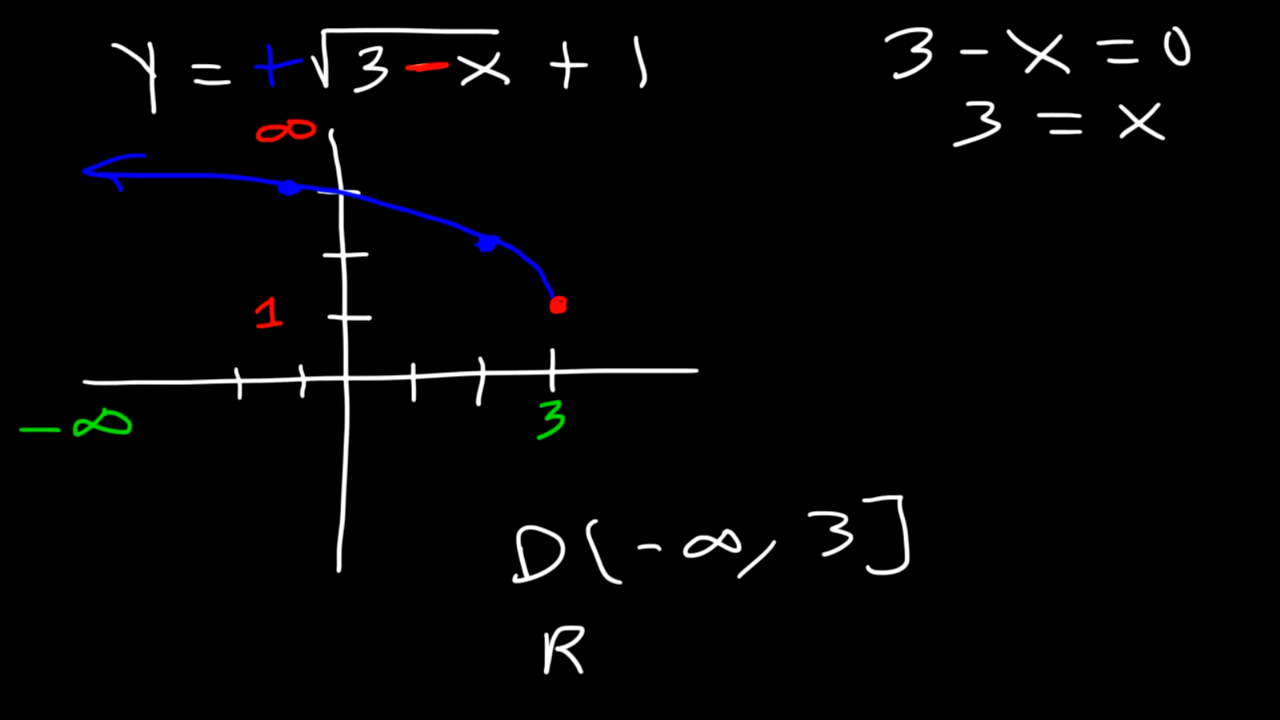 y = +√3 - x + 1
3 - x = 0
3 = x
∞
1
-∞
3
D(-∞, 3]
R